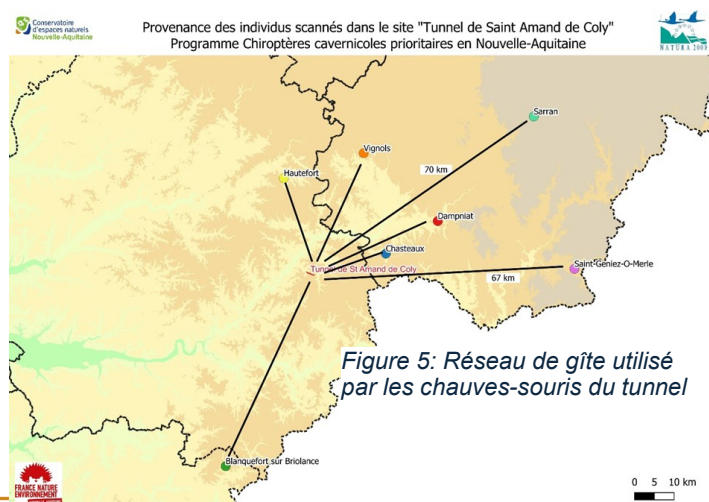 Conservatoire
d'espaces naturels
Nouvelle-Aquitaine
Provenance des individus scannés dans le site "Tunnel de Saint Amand de Coly"
Programme Chiroptères cavernicoles prioritaires en Nouvelle-Aquitaine
NATURA 2000
Sarran
Vignols
70 km
Hautefort
Dampniat
Chasteaux
Tunnel de St Amand de Coly
Saint-Geniez-O-Merle
67 km
Figure 5: Réseau de gîte utilisé
par les chauves-souris du tunnel
Blanquefort sur Briolance
FRANCE NATURE
ENVIRONNEMENT
0 5 10 km